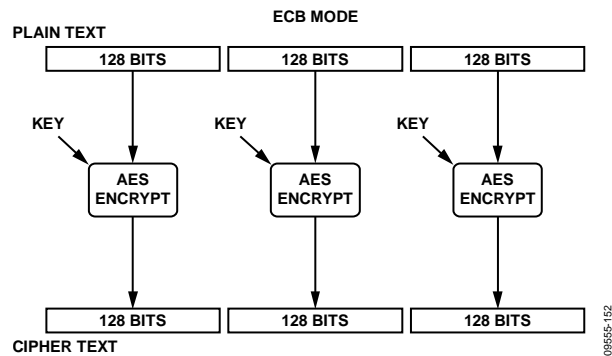 ECB MODE
PLAIN TEXT
128 BITS 128 BITS 128 BITS
KEY KEY KEY
AES ENCRYPT AES ENCRYPT AES ENCRYPT
128 BITS 128 BITS 128 BITS
CIPHER TEXT
09555-152